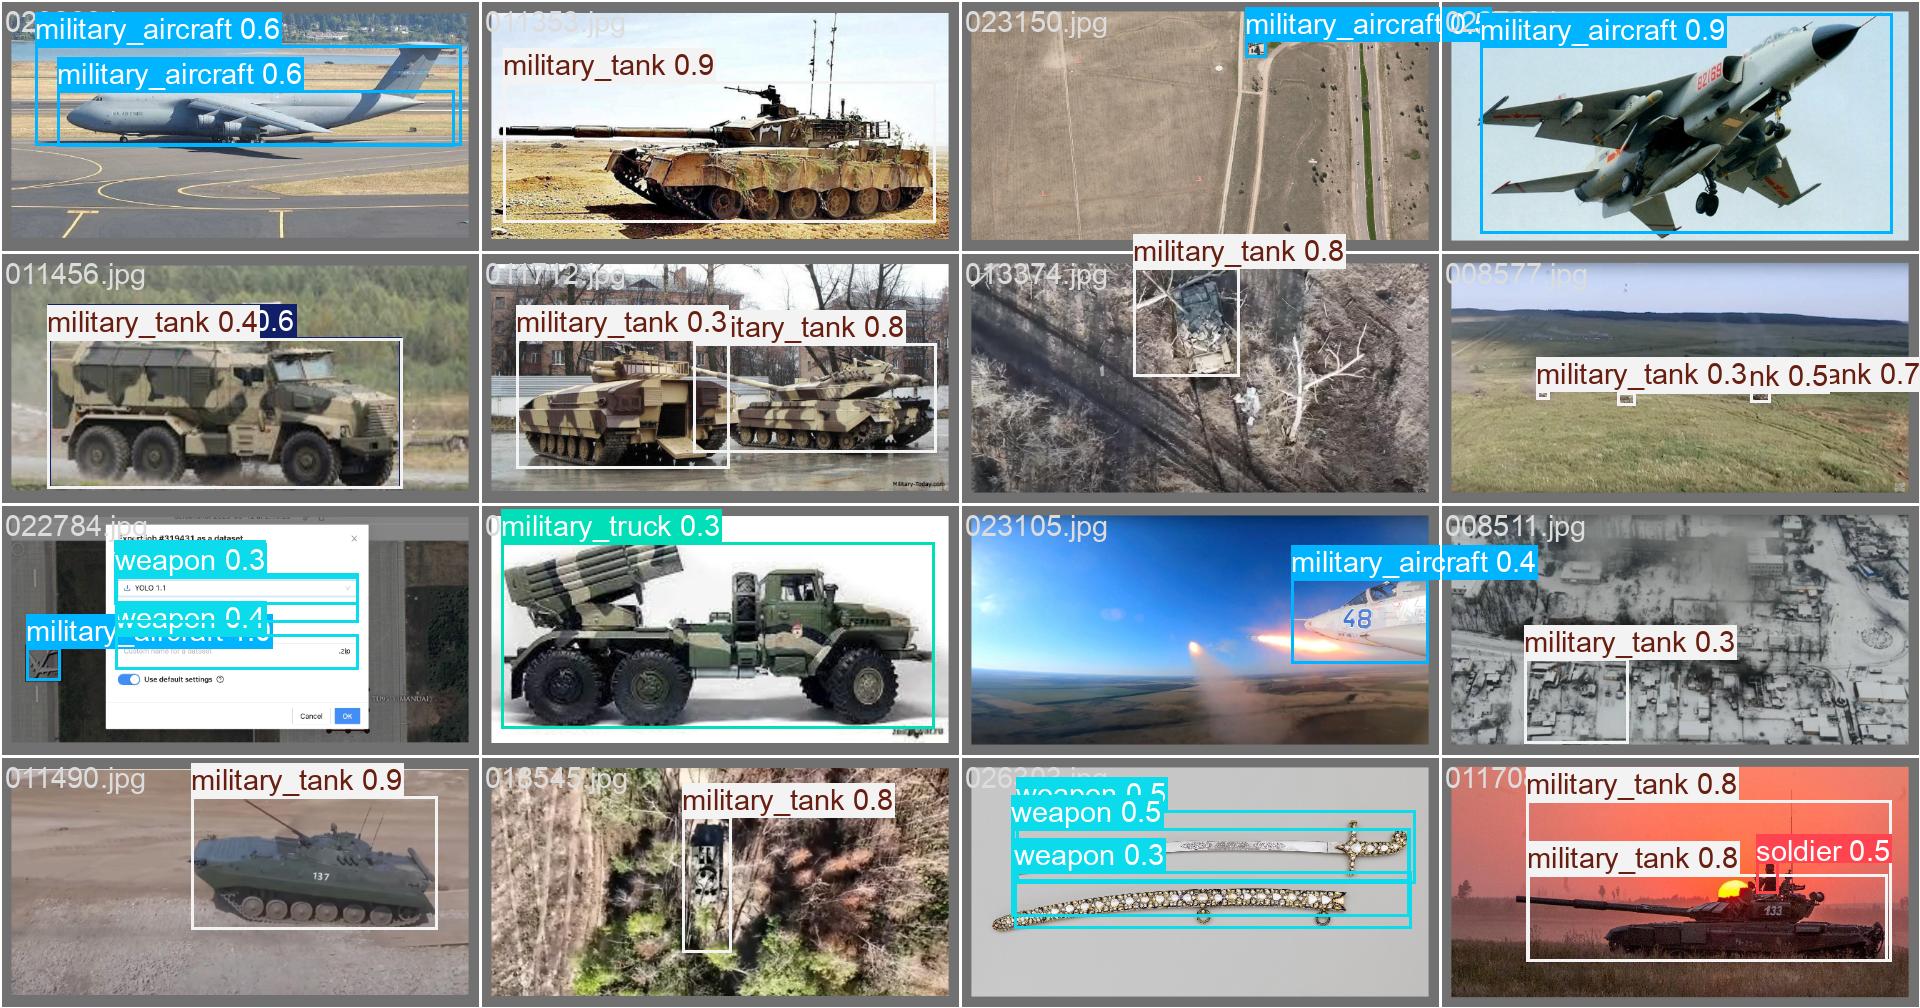 military_aircraft 0.6
military_aircraft 0.6
011353.jpg
military_tank 0.9
023150.jpg
military_aircraft
military_aircraft 0.9
82169
011456.jpg
military_tank 0.4
0.6
011712.jpg
military_tank 0.3
itary_tank 0.8
Military-Today.com
013374.jpg
military_tank 0.8
008577.jpg
military_tank 0.3
nk 0.5
ank 0.7
022784.jpg
Export job #319431 as a dataset
weapon 0.3
YOLO 1.1
weapon 0.4
military_aircraft 1.0
Custom name for a dataset
.zip
Use default settings
Cancel
OK
military_truck 0.3
023105.jpg
military_aircraft 0.4
48
008511.jpg
military_tank 0.3
011490.jpg
military_tank 0.9
137
018545.jpg
military_tank 0.8
weapon 0.5
weapon 0.5
weapon 0.3
01170
military_tank 0.8
military_tank 0.8
soldier 0.5
133